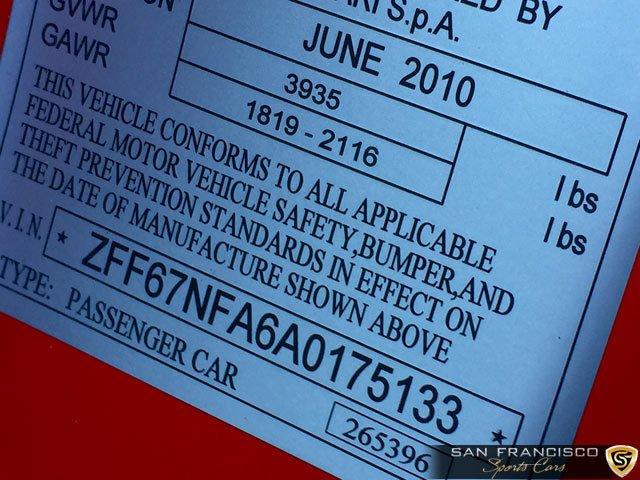 BY
S.p.A.
JUNE 2010
GVWR 3935 lbs
GAWR 1819 - 2116 lbs
THIS VEHICLE CONFORMS TO ALL APPLICABLE
FEDERAL MOTOR VEHICLE SAFETY,BUMPER,AND
THEFT PREVENTION STANDARDS IN EFFECT ON
THE DATE OF MANUFACTURE SHOWN ABOVE
V.I.N. * ZFF67NFA6A0175133 *
TYPE: PASSENGER CAR
265396
SAN FRANCISCO
Sports Cars